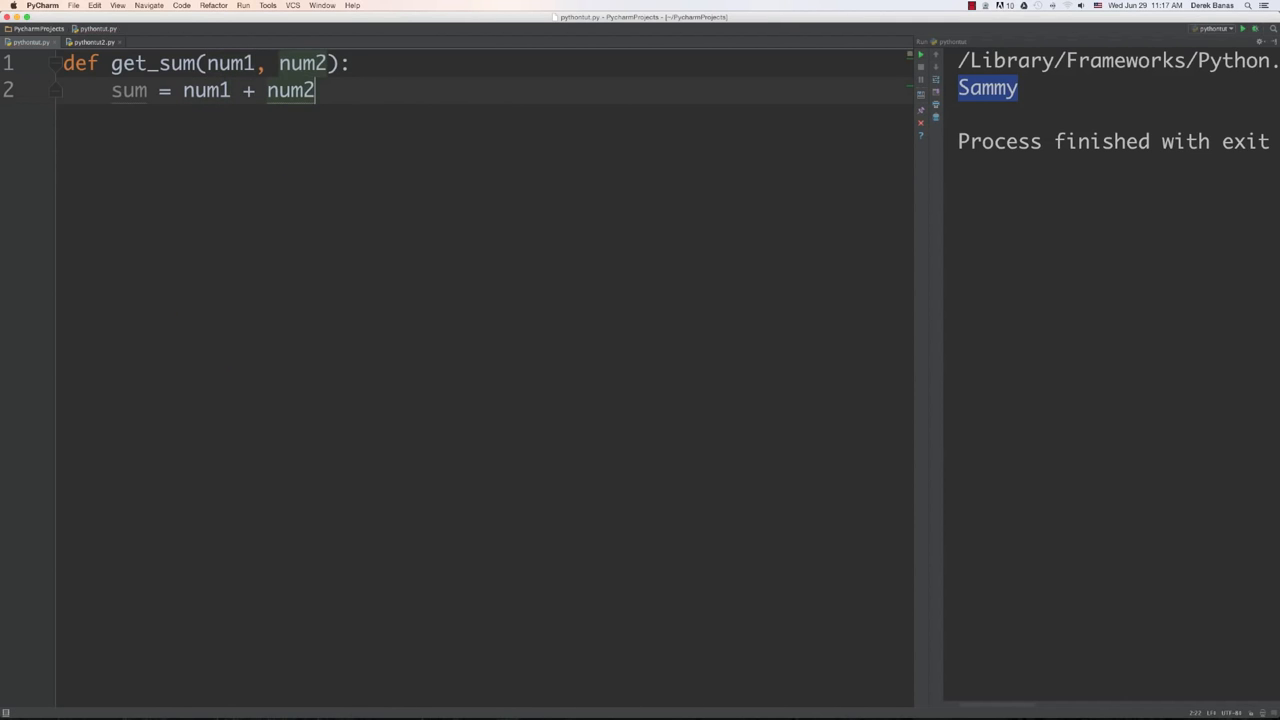 PyCharm File Edit View Navigate Code Refactor Run Tools VCS Window Help
10 Wed Jun 29 11:17 AM Derek Banas
pythontut.py - PycharmProjects - [~/PycharmProjects]
PycharmProjects pythontut.py
pythontut
pythontut.py pythontut2.py
Run pythontut
1 def get_sum(num1, num2):
2 sum = num1 + num2
/Library/Frameworks/Python.
Sammy
Process finished with exit
2:22 LF÷ UTF-8÷